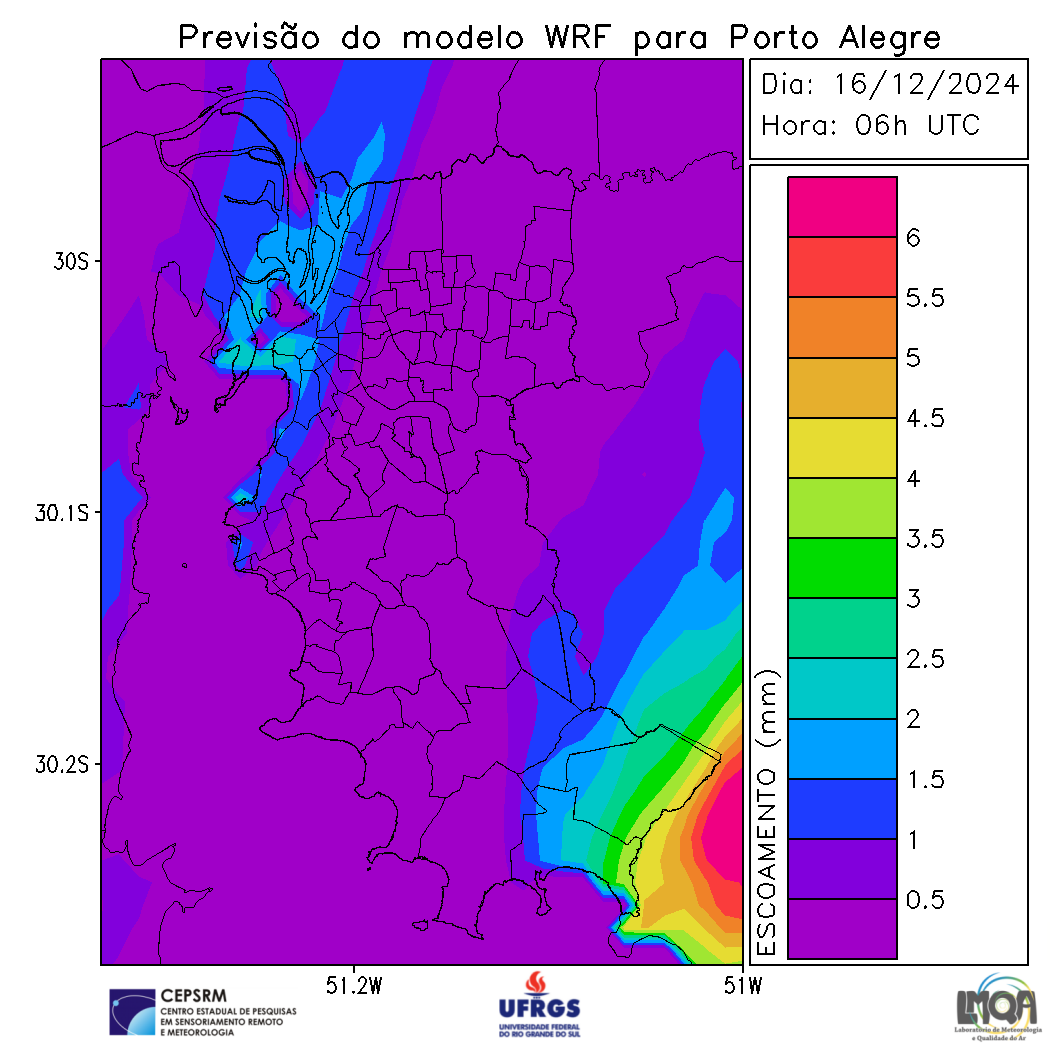 Previsão do modelo WRF para Porto Alegre
Dia: 16/12/2024
Hora: 06h UTC
30S
30.1S
30.2S
51.2W
51W
6
5.5
5
4.5
4
3.5
3
2.5
2
1.5
1
0.5
ESCOAMENTO (mm)
CEPSRM
CENTRO ESTADUAL DE PESQUISAS
EM SENSORIAMENTO REMOTO
E METEOROLOGIA
UFRGS
UNIVERSIDADE FEDERAL
DO RIO GRANDE DO SUL
LMQA
Laboratório de Meteorologia
e Qualidade do Ar